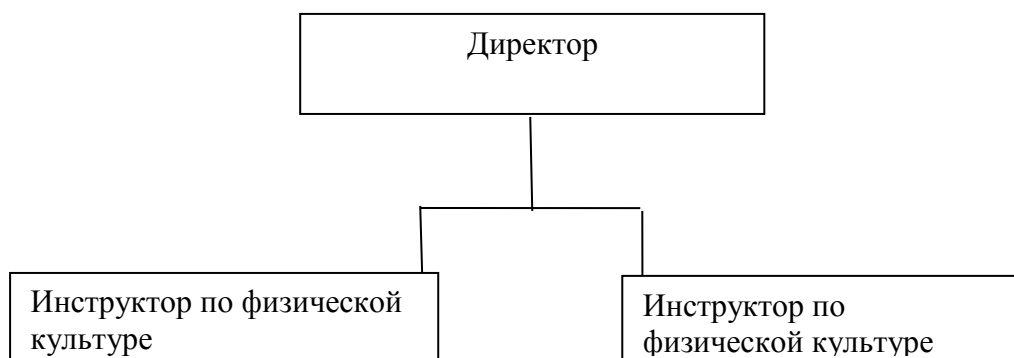 Директор
Инструктор по физической
культуре
Инструктор по
физической культуре